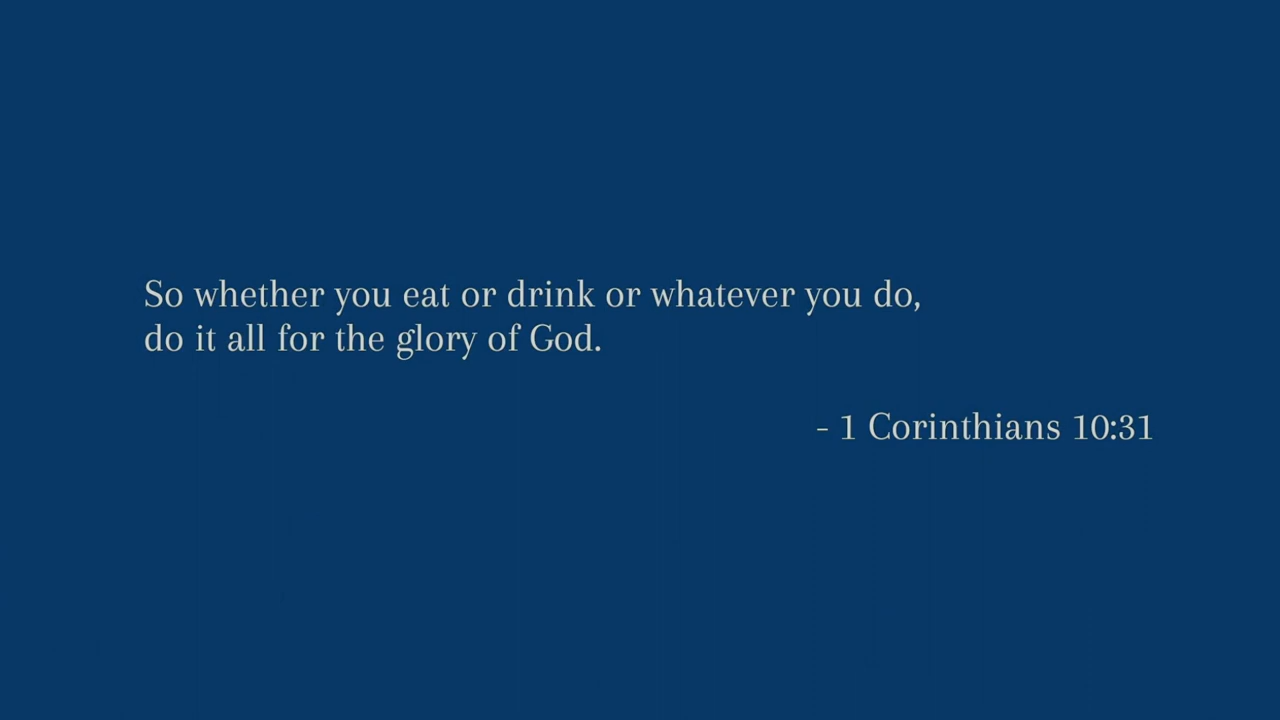 So whether you eat or drink or whatever you do,
do it all for the glory of God.
- 1 Corinthians 10:31